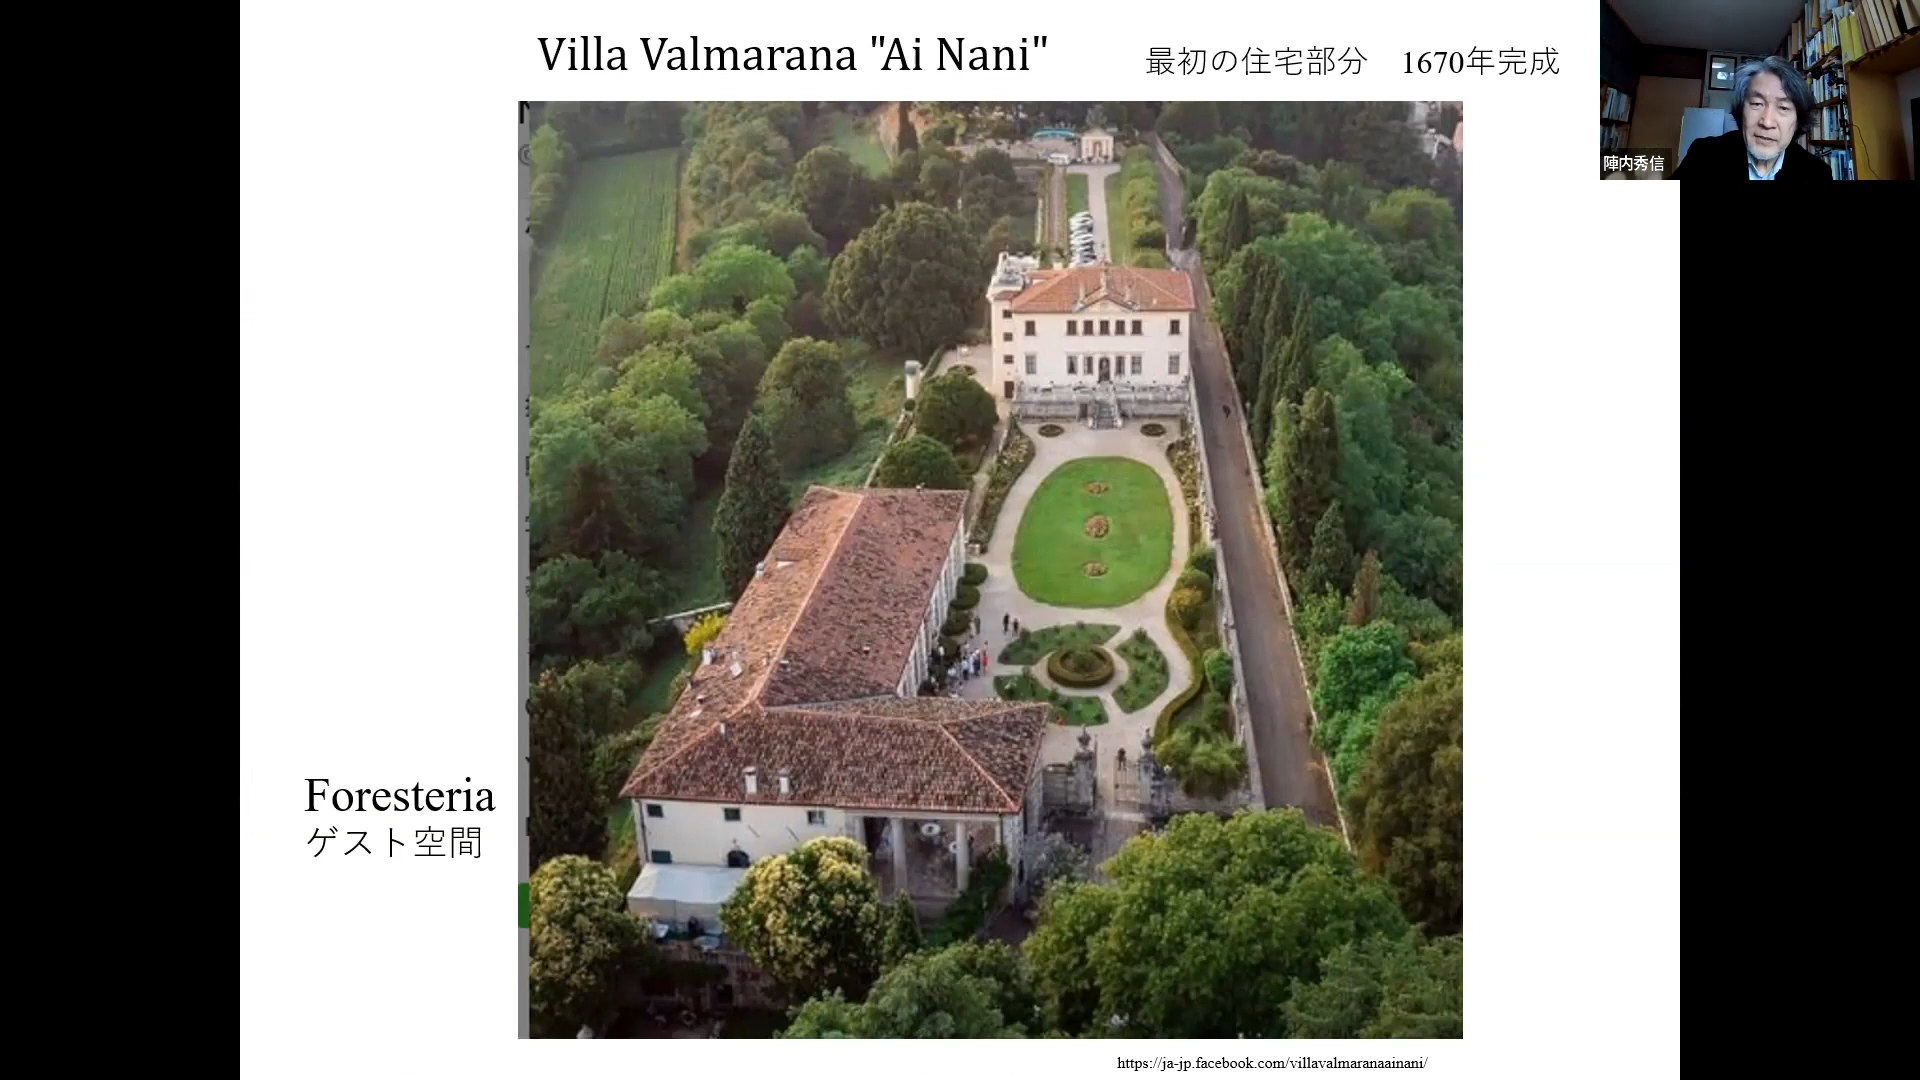 Villa Valmarana "Ai Nani"
最初の住宅部分　1670年完成
陣内秀信
Foresteria
ゲスト空間
https://ja-jp.facebook.com/villavalmaranaainani/